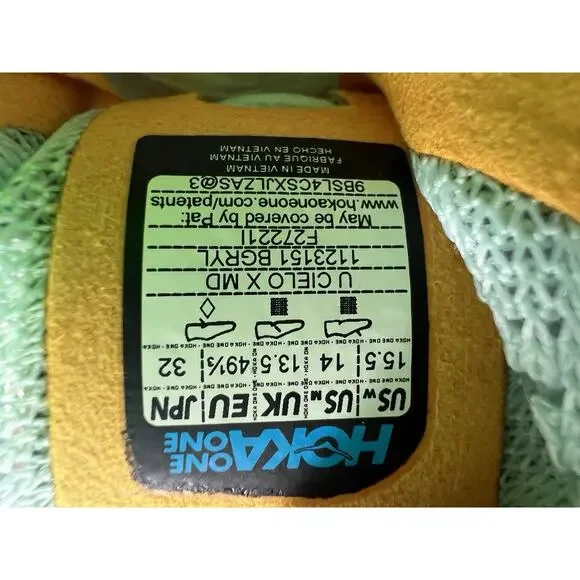 HOKA
ONE
ONE
US W US M UK EU JPN
15.5 14 13.5 49⅓ 32
U CIELO X MD
1123151 BGRYL
F27221I
May be covered by Pat:
www.hokaoneone.com/patents
9BSL4CSXJLZAS@3
HECHO EN VIETNAM
FABRIQUE AU VIETNAM
MADE IN VIETNAM